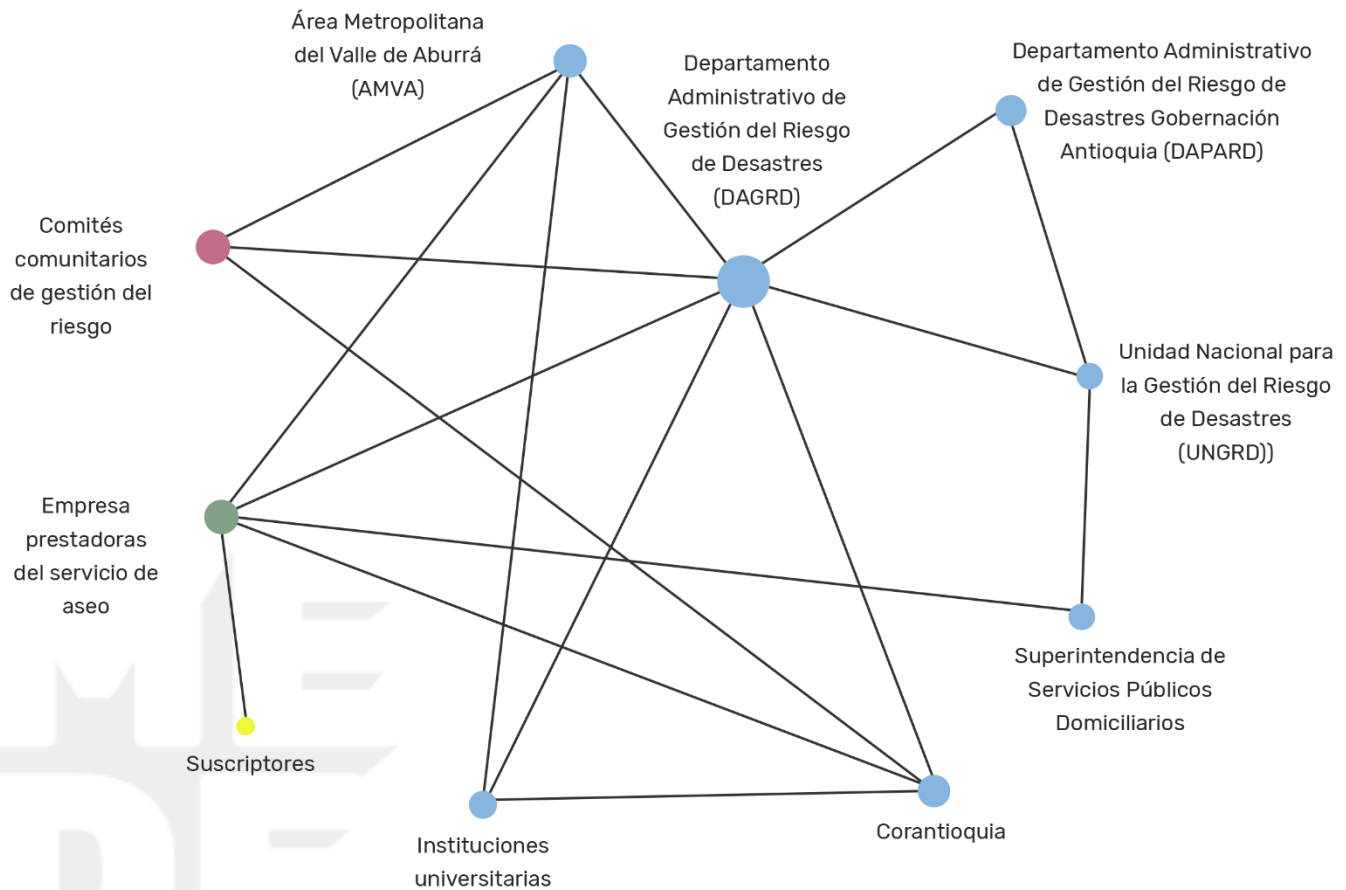 Área Metropolitana
del Valle de Aburrá
(AMVA)
Departamento
Administrativo de
Gestión del Riesgo
de Desastres
(DAGRD)
Departamento Administrativo
de Gestión del Riesgo de
Desastres Gobernación
Antioquia (DAPARD)
Comités
comunitarios
de gestión del
riesgo
Unidad Nacional para
la Gestión del Riesgo
de Desastres
(UNGRD))
Empresa
prestadoras
del servicio de
aseo
Superintendencia de
Servicios Públicos
Domiciliarios
Suscriptores
Corantioquia
Instituciones
universitarias